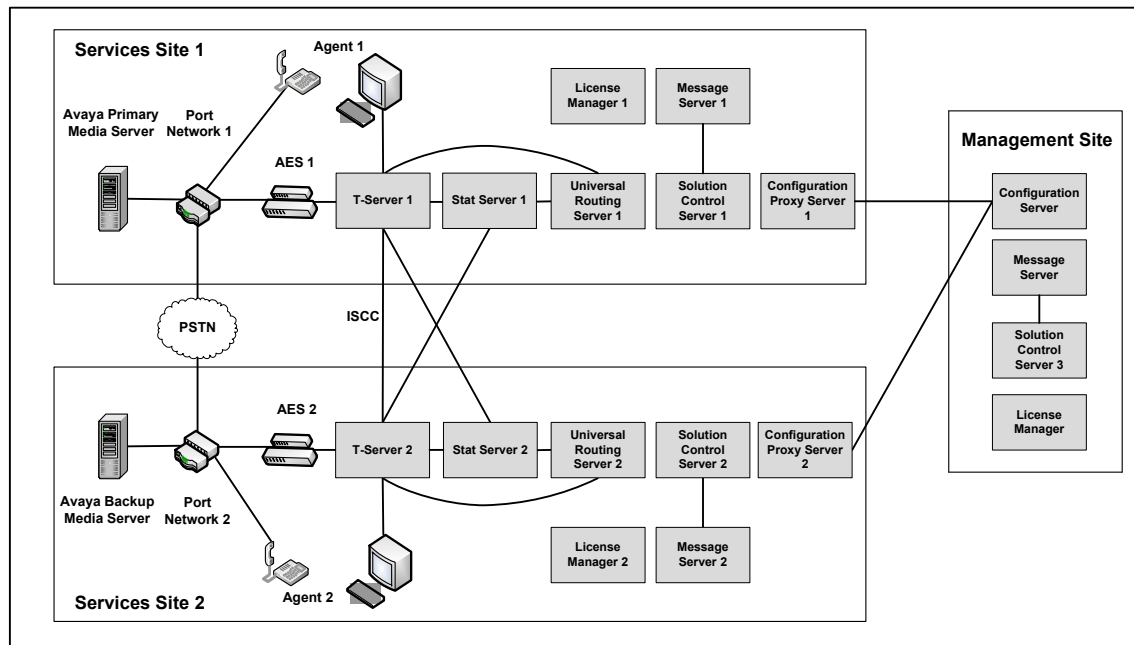 Services Site 1
Agent 1
License
Manager 1
Message
Server 1
Avaya Primary
Media Server
Port
Network 1
AES 1
T-Server 1
Stat Server 1
Universal
Routing
Server 1
Solution
Control
Server 1
Configuration
Proxy Server
1
Management Site
Configuration
Server
Message
Server
Solution
Control
Server 3
License
Manager
PSTN
ISCC
AES 2
T-Server 2
Stat Server 2
Universal
Routing
Server 2
Solution
Control
Server 2
Configuration
Proxy Server
2
Avaya Backup
Media Server
Port
Network 2
License
Manager 2
Message
Server 2
Agent 2
Services Site 2